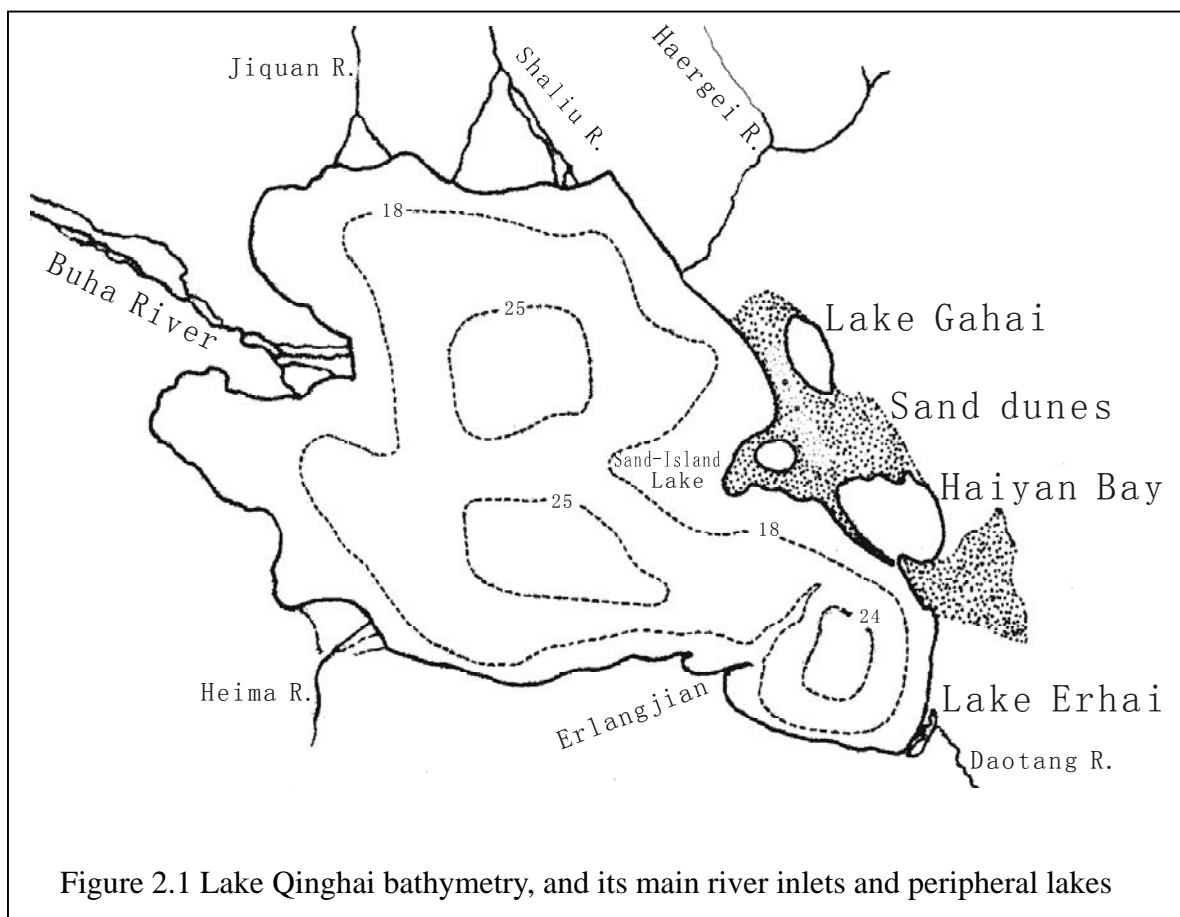 Jiquan R.
Shaliu R.
Haergei R.
18
Buha River
25
Lake Gahai
Sand dunes
Sand-Island
Lake
Haiyan Bay
25
18
24
Heima R.
Erlangjian
Lake Erhai
Daotang R.
Figure 2.1 Lake Qinghai bathymetry, and its main river inlets and peripheral lakes